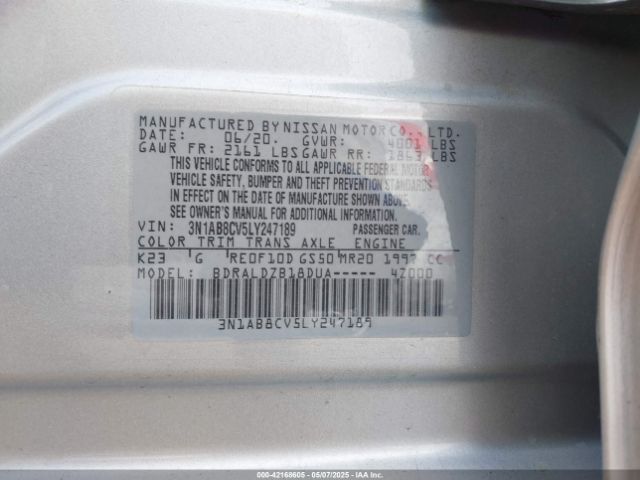 MANUFACTURED BY NISSAN MOTOR CO., LTD.
DATE: 06/20. GVWR: 4001 LBS
GAWR FR: 2161 LBS GAWR RR: 1863 LBS
THIS VEHICLE CONFORMS TO ALL APPLICABLE FEDERAL MOTOR
VEHICLE SAFETY, BUMPER AND THEFT PREVENTION STANDARDS
IN EFFECT ON THE DATE OF MANUFACTURE SHOWN ABOVE.
SEE OWNER'S MANUAL FOR ADDITIONAL INFORMATION.
VIN: 3N1AB8CV5LY247189 PASSENGER CAR.
COLOR TRIM TRANS AXLE ENGINE
K23 G RE0F10D GS50 MR20 1997 CC
MODEL: BDRALDZB18DUA----- 4Z000
3N1AB8CV5LY247189
000-42168605 - 05/07/2025 - IAA Inc.